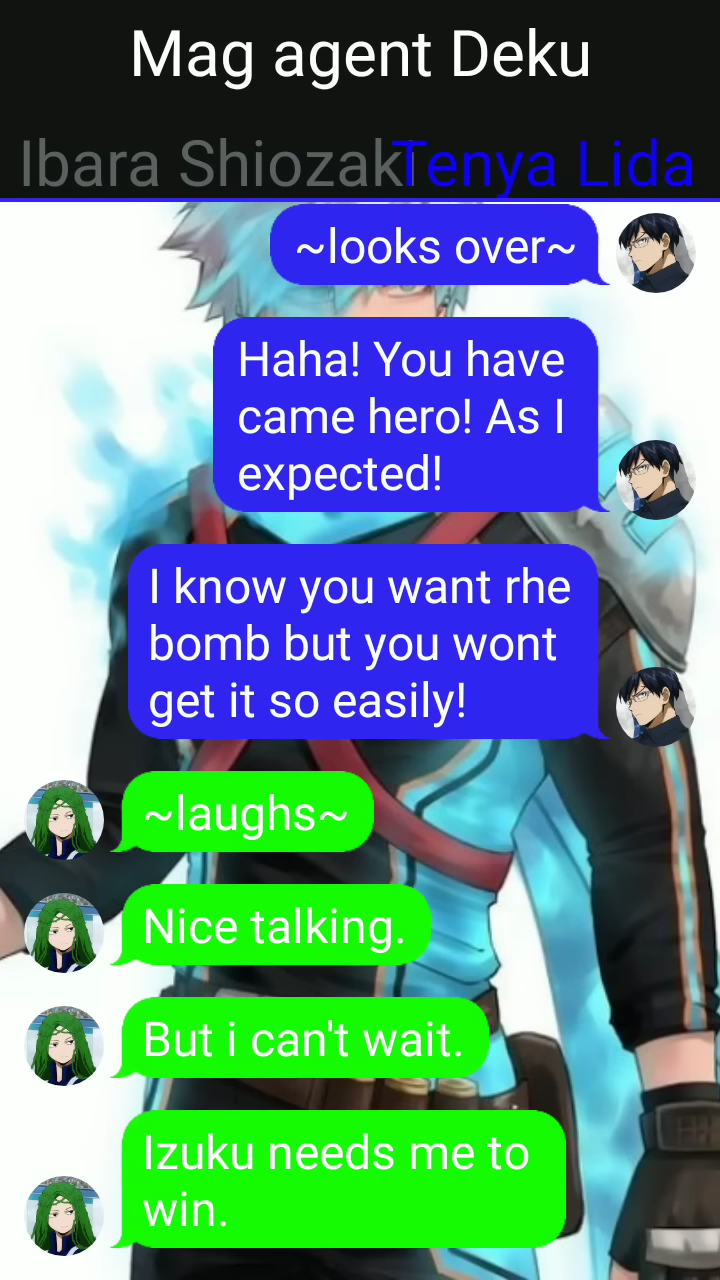 Mag agent Deku
Ibara Shiozaki
Tenya Lida
~looks over~
Haha! You have
came hero! As I
expected!
I know you want rhe
bomb but you wont
get it so easily!
~laughs~
Nice talking.
But i can't wait.
Izuku needs me to
win.